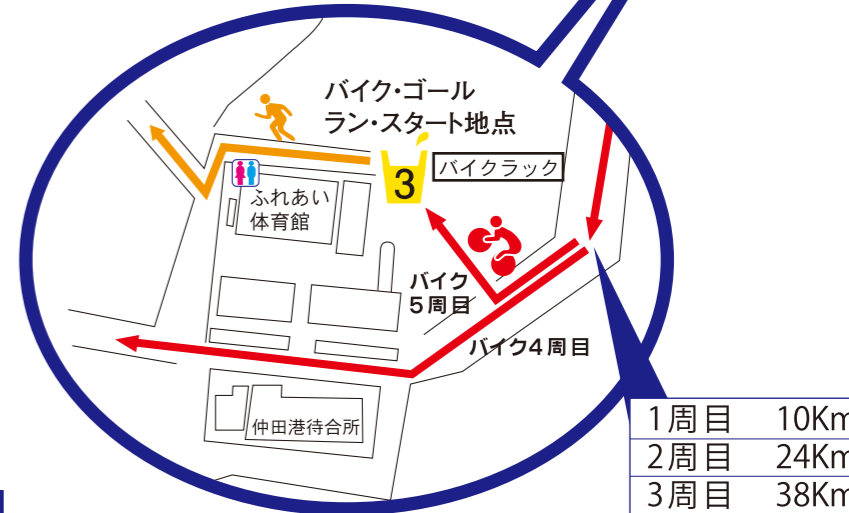 バイク・ゴール
ラン・スタート地点
3
バイクラック
ふれあい
体育館
バイク
5周目
バイク4周目
仲田港待合所
1周目 10Km
2周目 24Km
3周目 38Km